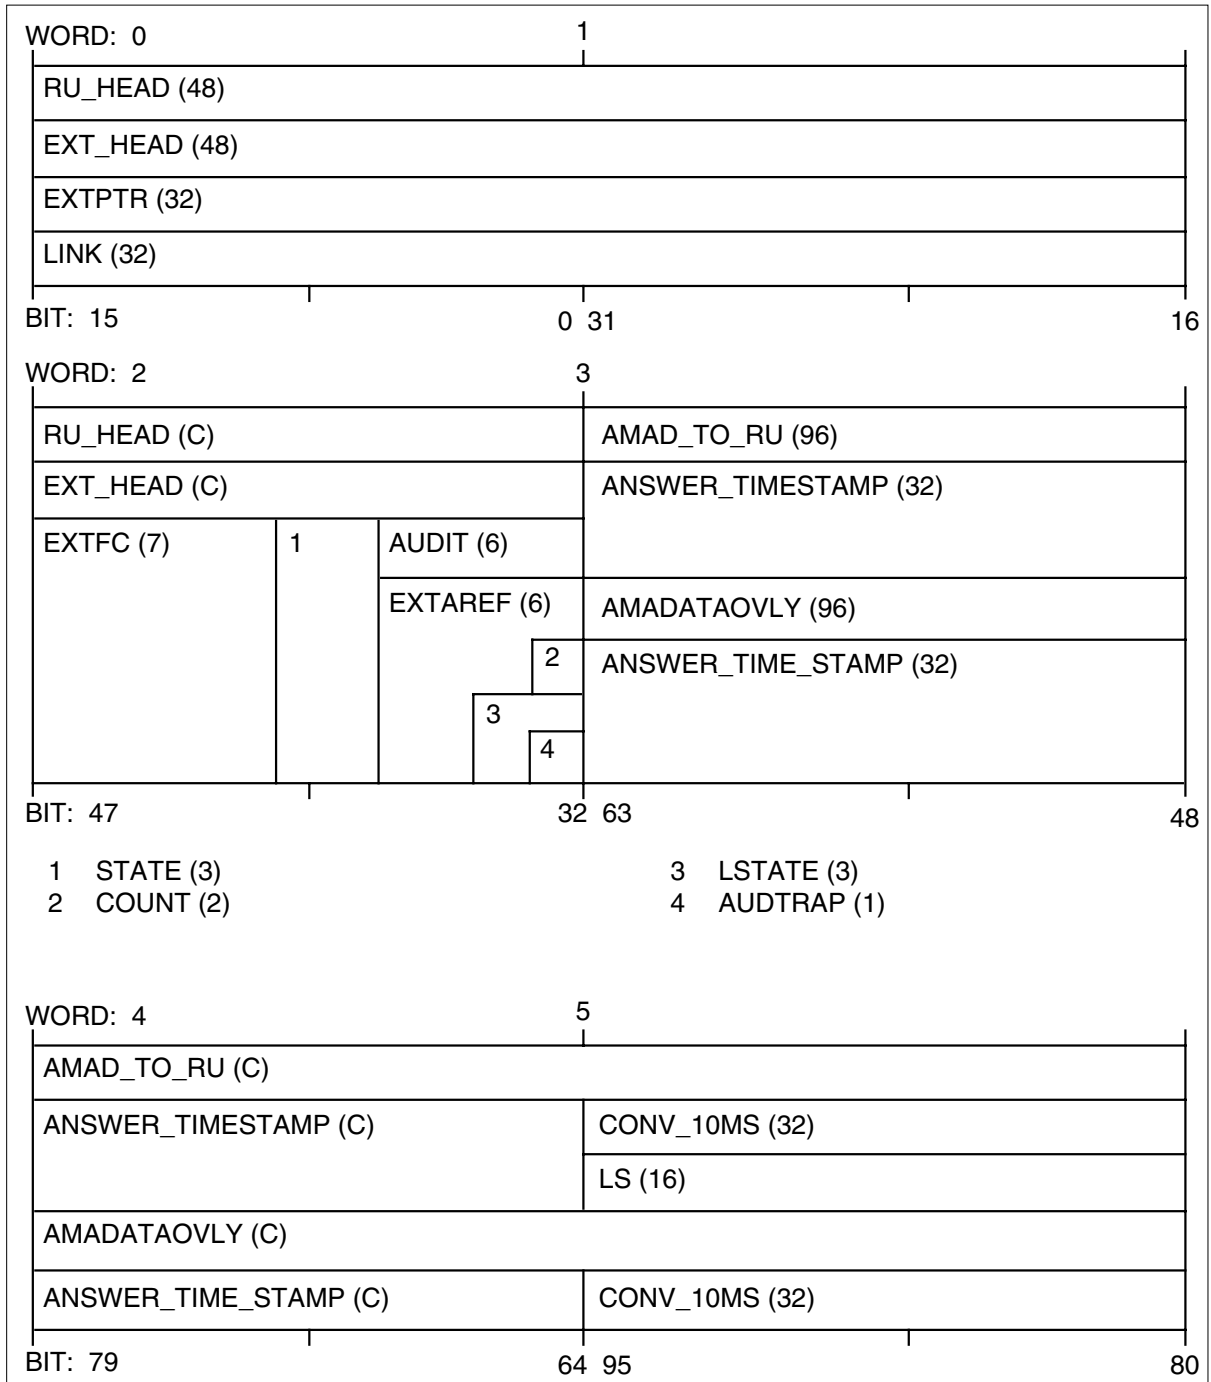 WORD: 0 1
RU_HEAD (48)
EXT_HEAD (48)
EXTPTR (32)
LINK (32)
BIT: 15 0 31 16
WORD: 2 3
RU_HEAD (C) AMAD_TO_RU (96)
EXT_HEAD (C) ANSWER_TIMESTAMP (32)
EXTFC (7) 1 AUDIT (6)
EXTAREF (6) AMADATAOVLY (96)
2 ANSWER_TIME_STAMP (32)
3
4
BIT: 47 32 63 48
1 STATE (3) 3 LSTATE (3)
2 COUNT (2) 4 AUDTRAP (1)
WORD: 4 5
AMAD_TO_RU (C)
ANSWER_TIMESTAMP (C) CONV_10MS (32)
LS (16)
AMADATAOVLY (C)
ANSWER_TIME_STAMP (C) CONV_10MS (32)
BIT: 79 64 95 80